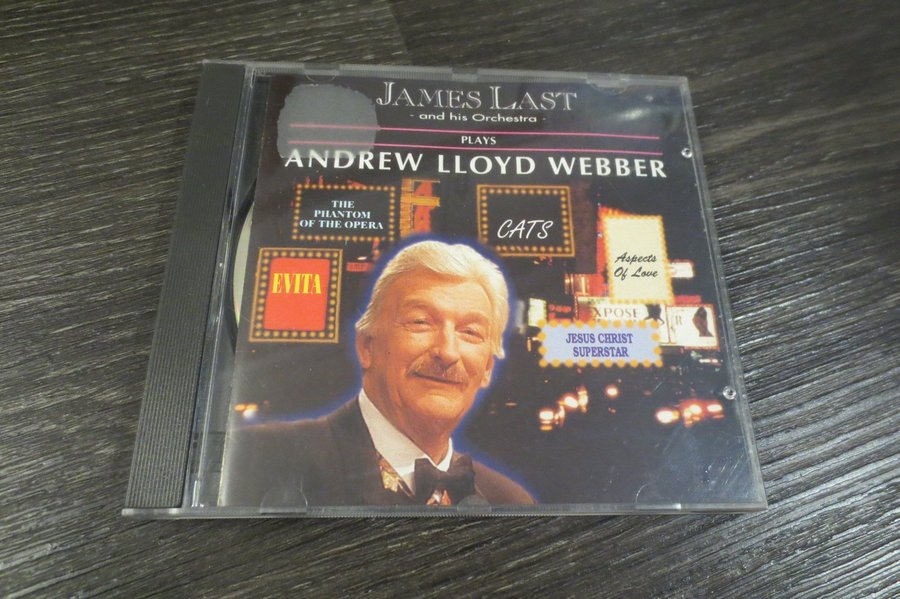 JAMES LAST
- and his Orchestra -
PLAYS
ANDREW LLOYD WEBBER
THE
PHANTOM
OF THE OPERA
CATS
EVITA
Aspects
Of Love
XPOSE
R
JESUS CHRIST
SUPERSTAR